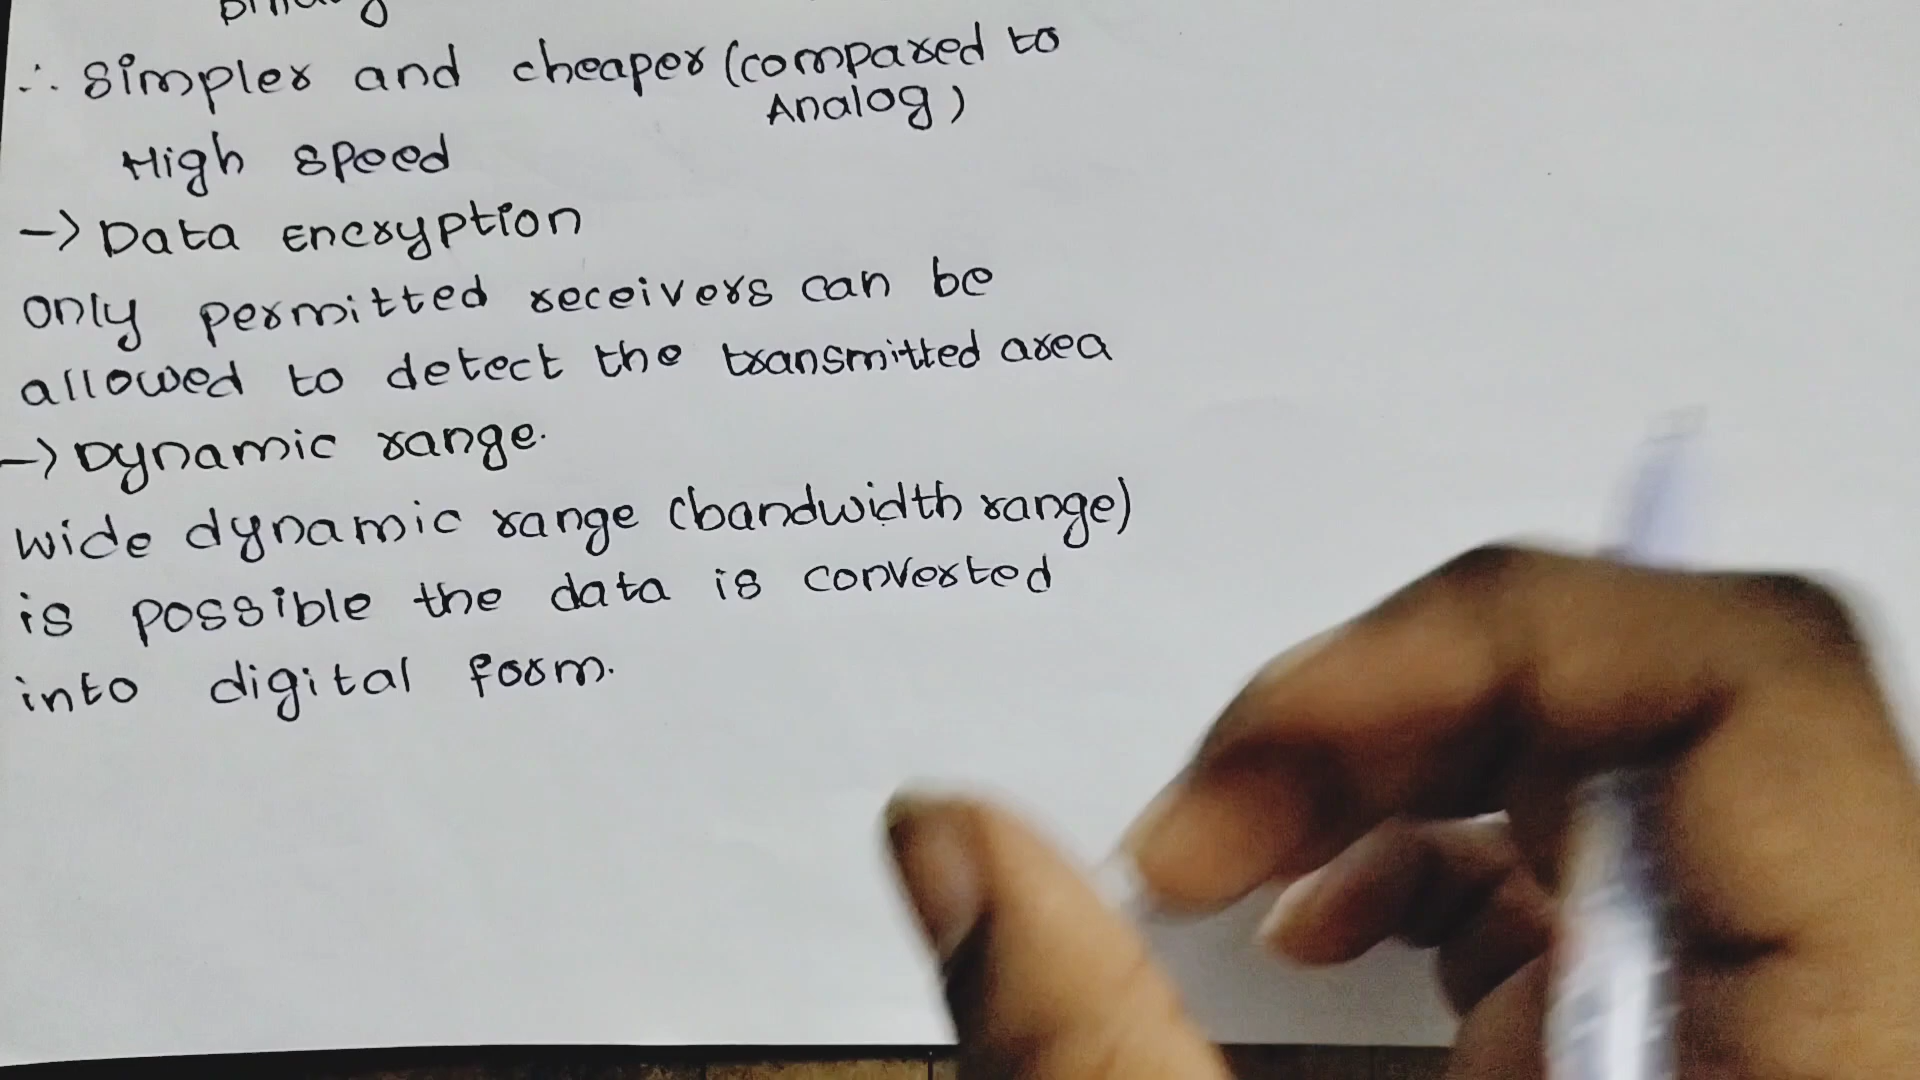 ∴ Simpler and cheaper (compared to
Analog)
High speed
-> Data Encryption
only permitted receivers can be
allowed to detect the transmitted area
-> Dynamic range.
wide dynamic range (bandwidth range)
is possible the data is converted
into digital form.